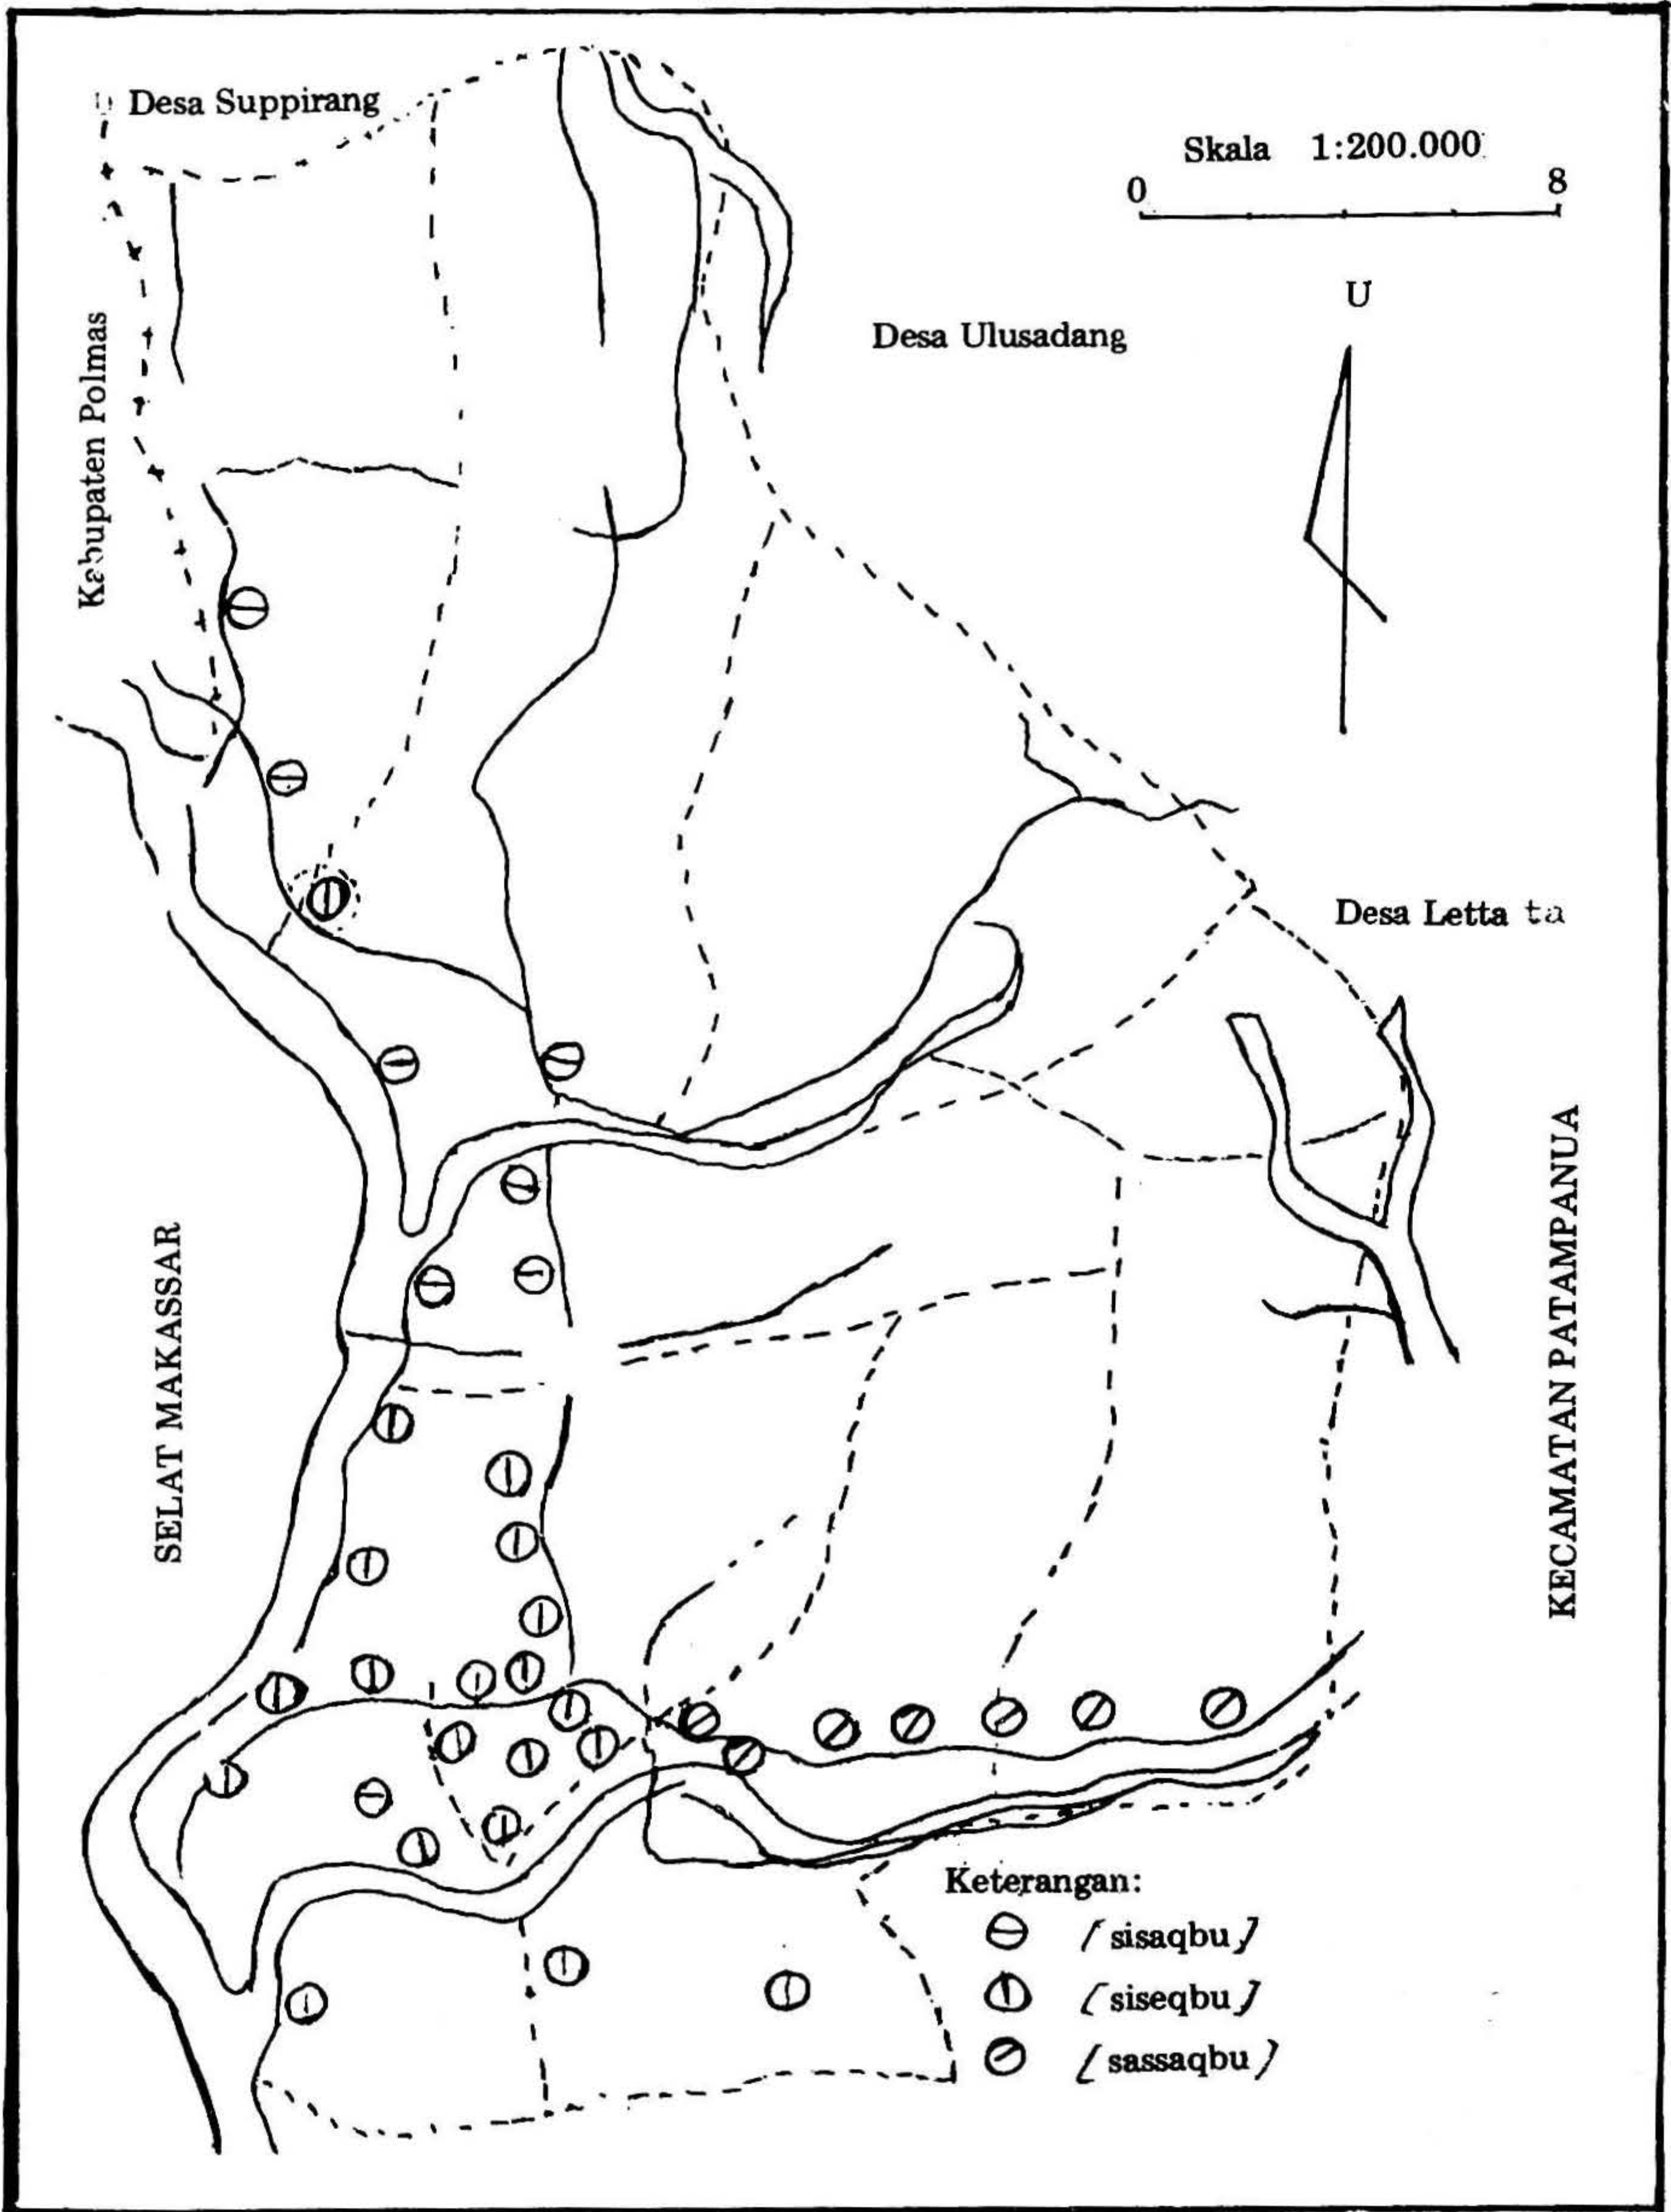 Desa Suppirang
Skala 1:200.000
0 8
U
Desa Ulusadang
Kabupaten Polmas
Desa Letta ta
SELAT MAKASSAR
KECAMATAN PATAMPANUA
Keterangan:
[sisaqbu]
[siseqbu]
[sassaqbu]